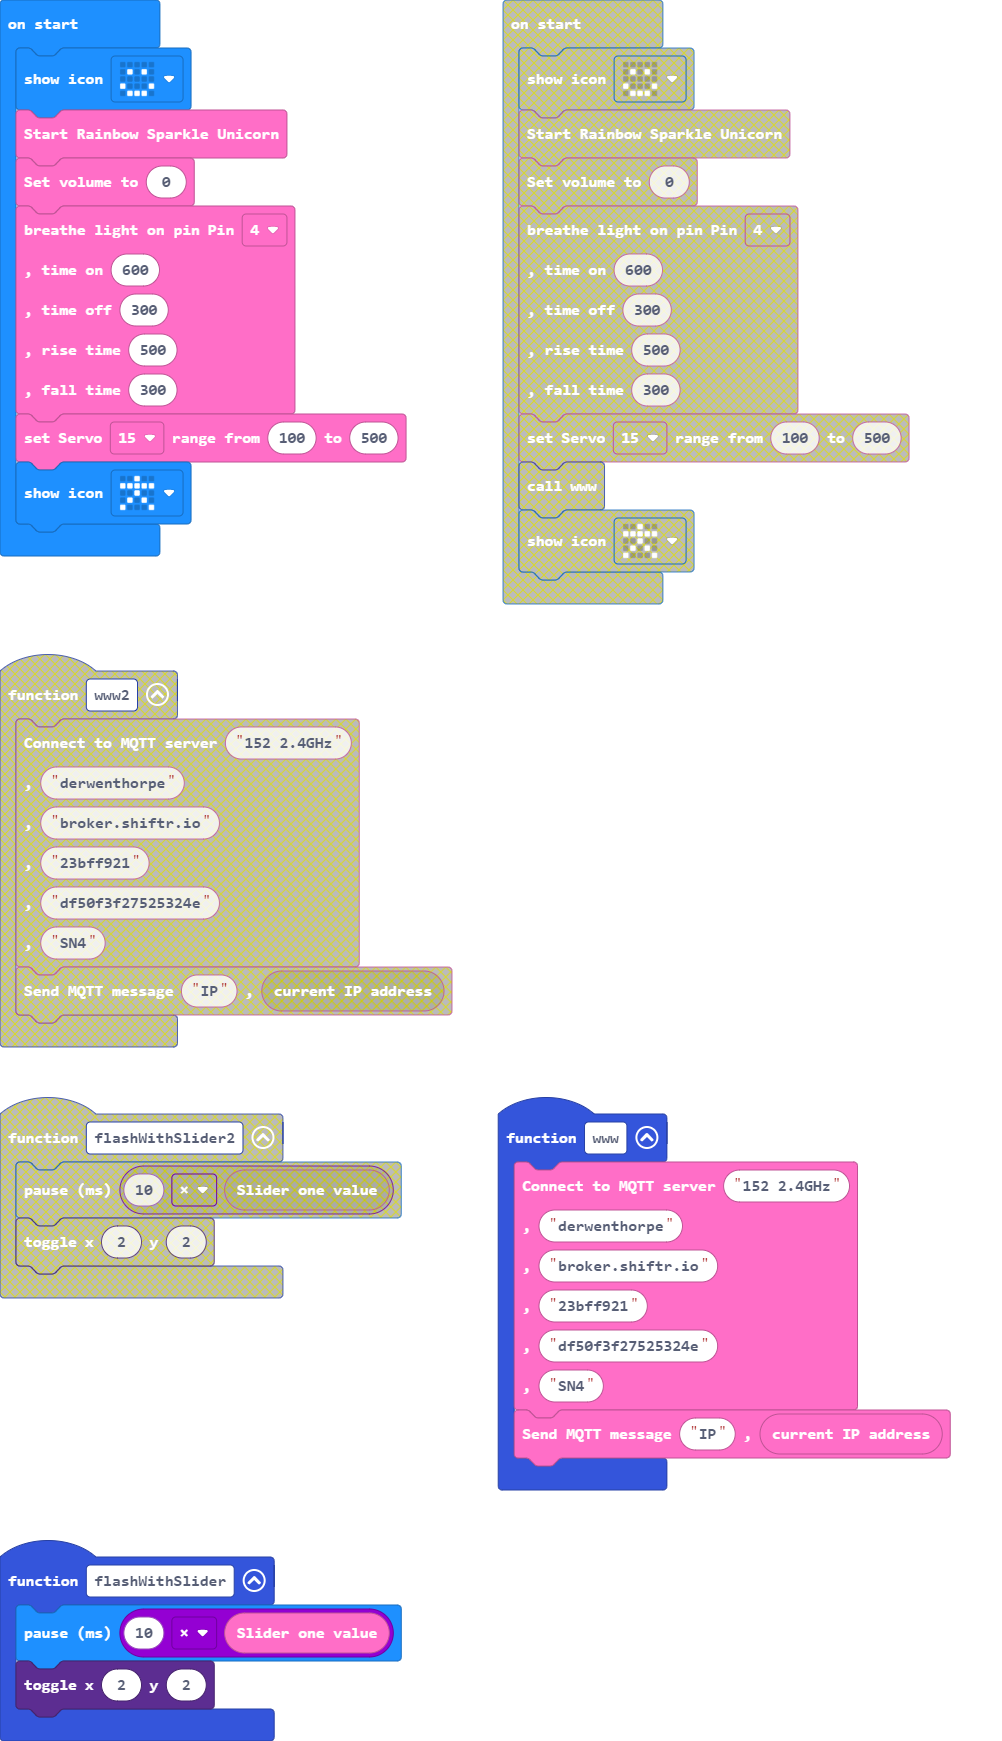 on start
show icon
Start Rainbow Sparkle Unicorn
Set volume to 0
breathe light on pin Pin 4
, time on 600
, time off 300
, rise time 500
, fall time 300
set Servo 15 range from 100 to 500
show icon
on start
show icon
Start Rainbow Sparkle Unicorn
Set volume to 0
breathe light on pin Pin 4
, time on 600
, time off 300
, rise time 500
, fall time 300
set Servo 15 range from 100 to 500
call www
show icon
function www2
Connect to MQTT server "152 2.4GHz"
, "derwenthorpe"
, "broker.shiftr.io"
, "23bff921"
, "df50f3f27525324e"
, "SN4"
Send MQTT message "IP" , current IP address
function flashWithSlider2
pause (ms) 10 × Slider one value
toggle x 2 y 2
function www
Connect to MQTT server "152 2.4GHz"
, "derwenthorpe"
, "broker.shiftr.io"
, "23bff921"
, "df50f3f27525324e"
, "SN4"
Send MQTT message "IP" , current IP address
function flashWithSlider
pause (ms) 10 × Slider one value
toggle x 2 y 2